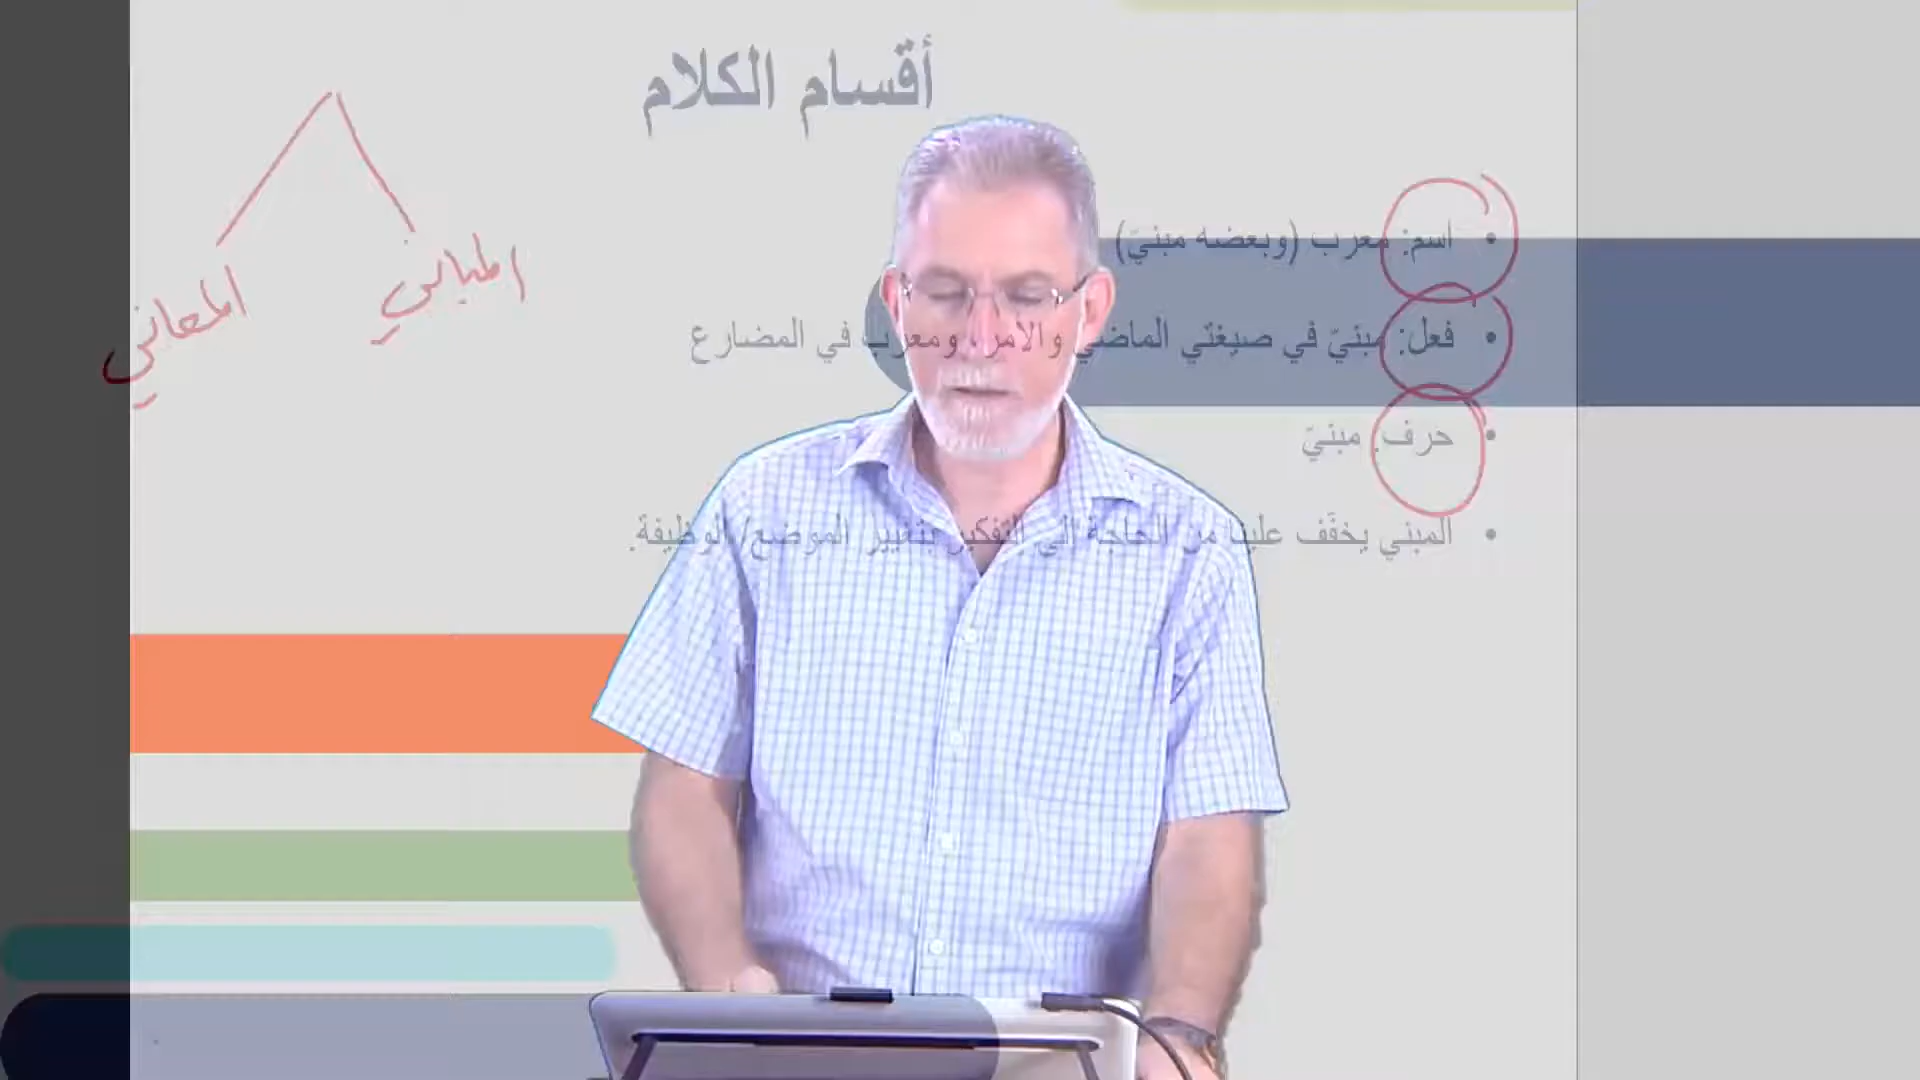 أقسام الكلام
• اسم: معرب (وبعضه مبنيّ)
• فعل: مبنيّ في صيغتي الماضي والأمر، ومعرب في المضارع
• حرف: مبنيّ
• المبني يخفّف علينا من الحاجة الى التفكير بتغيير الموضع/ الوظيفة.
المباني
المعاني